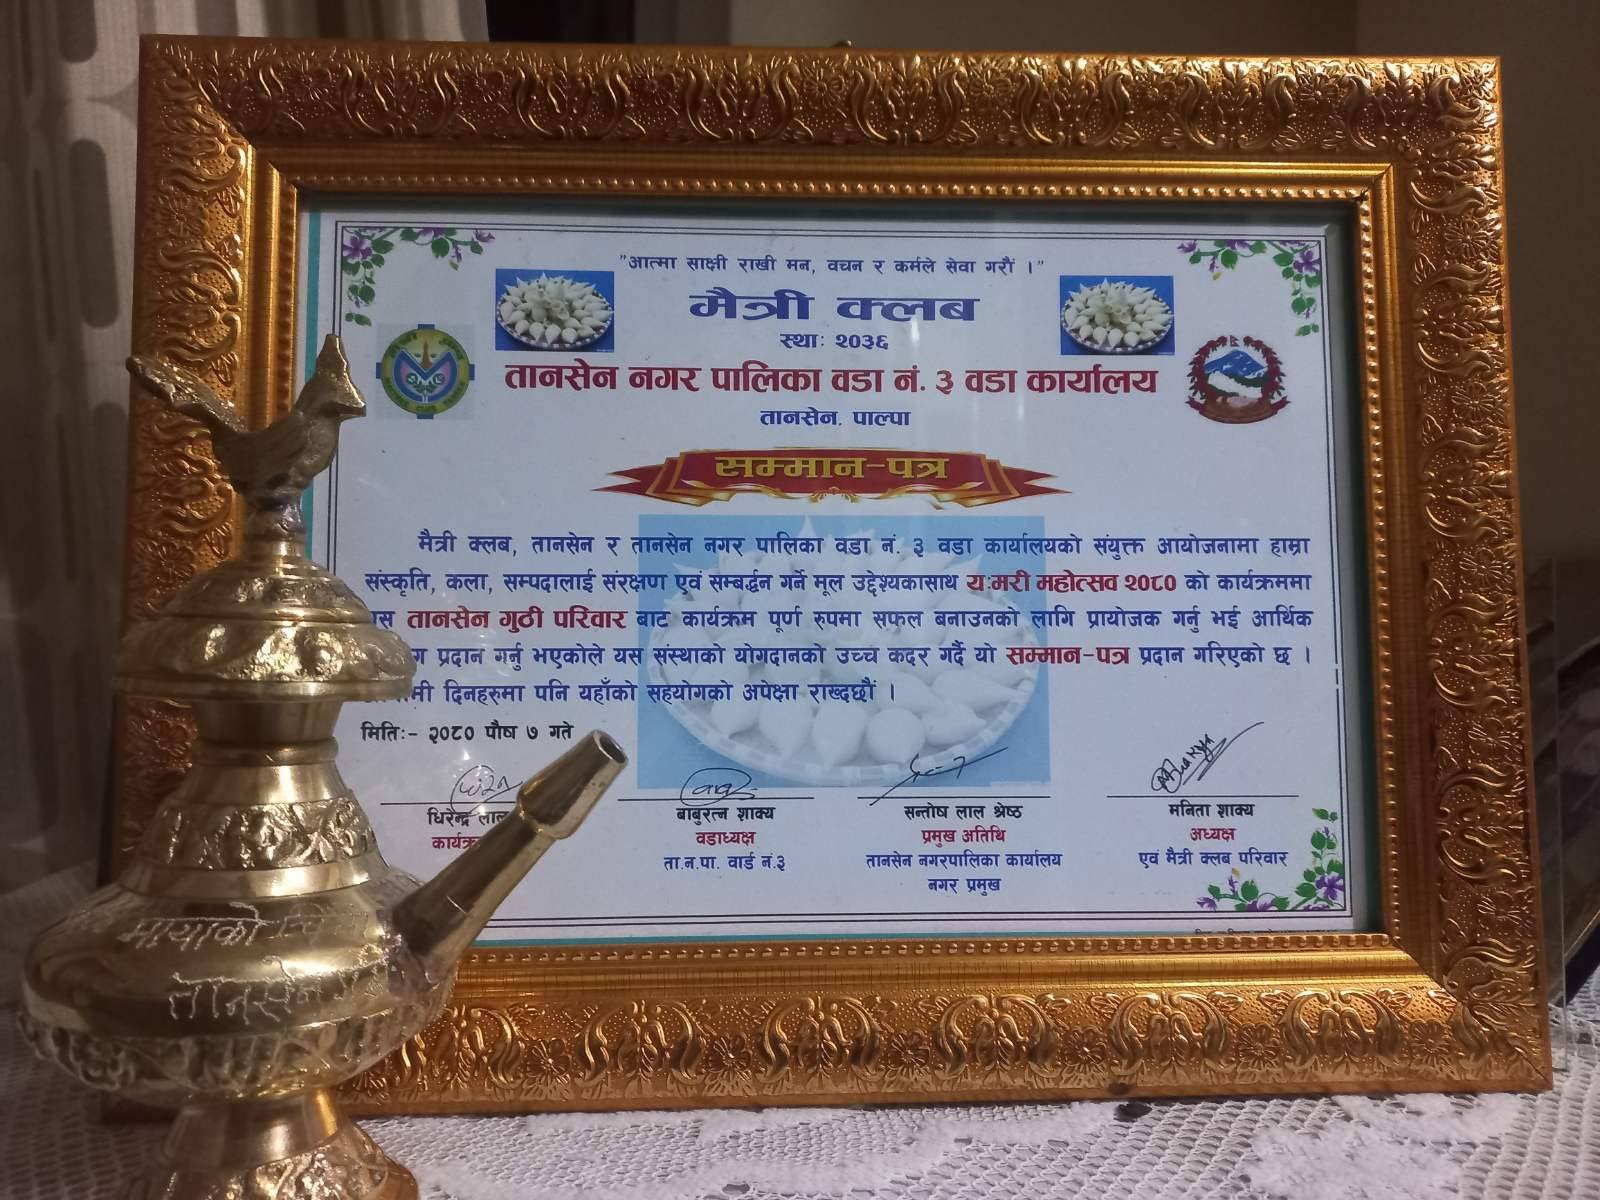 "आत्मा साक्षी राखी मन, वचन र कर्मले सेवा गरौं ।"
मैत्री क्लब
स्थाः २०३६
तानसेन नगर पालिका वडा नं. ३ वडा कार्यालय
तानसेन, पाल्पा
सम्मान-पत्र
मैत्री क्लब, तानसेन र तानसेन नगर पालिका वडा नं. ३ वडा कार्यालयको संयुक्त आयोजनामा हाम्रा
संस्कृति, कला, सम्पदालाई संरक्षण एवं सम्बर्द्धन गर्ने मूल उद्देश्यकासाथ यःमरी महोत्सव २०८० को कार्यक्रममा
तानसेन गुठी परिवार बाट कार्यक्रम पूर्ण रुपमा सफल बनाउनको लागि प्रायोजक गर्नु भई आर्थिक
प्रदान गर्नु भएकोले यस संस्थाको योगदानको उच्च कदर गर्दै यो सम्मान-पत्र प्रदान गरिएको छ ।
दिनहरुमा पनि यहाँको सहयोगको अपेक्षा राख्दछौं ।
मितिः- २०८० पौष ७ गते
धिरेन्द्र लाल बाबुरत्न शाक्य सन्तोष लाल श्रेष्ठ मनिता शाक्य
वडाध्यक्ष प्रमुख अतिथि अध्यक्ष
ता.न.पा. वार्ड नं.३ तानसेन नगरपालिका कार्यालय एवं मैत्री क्लब परिवार
नगर प्रमुख
मायाको
तानसेन